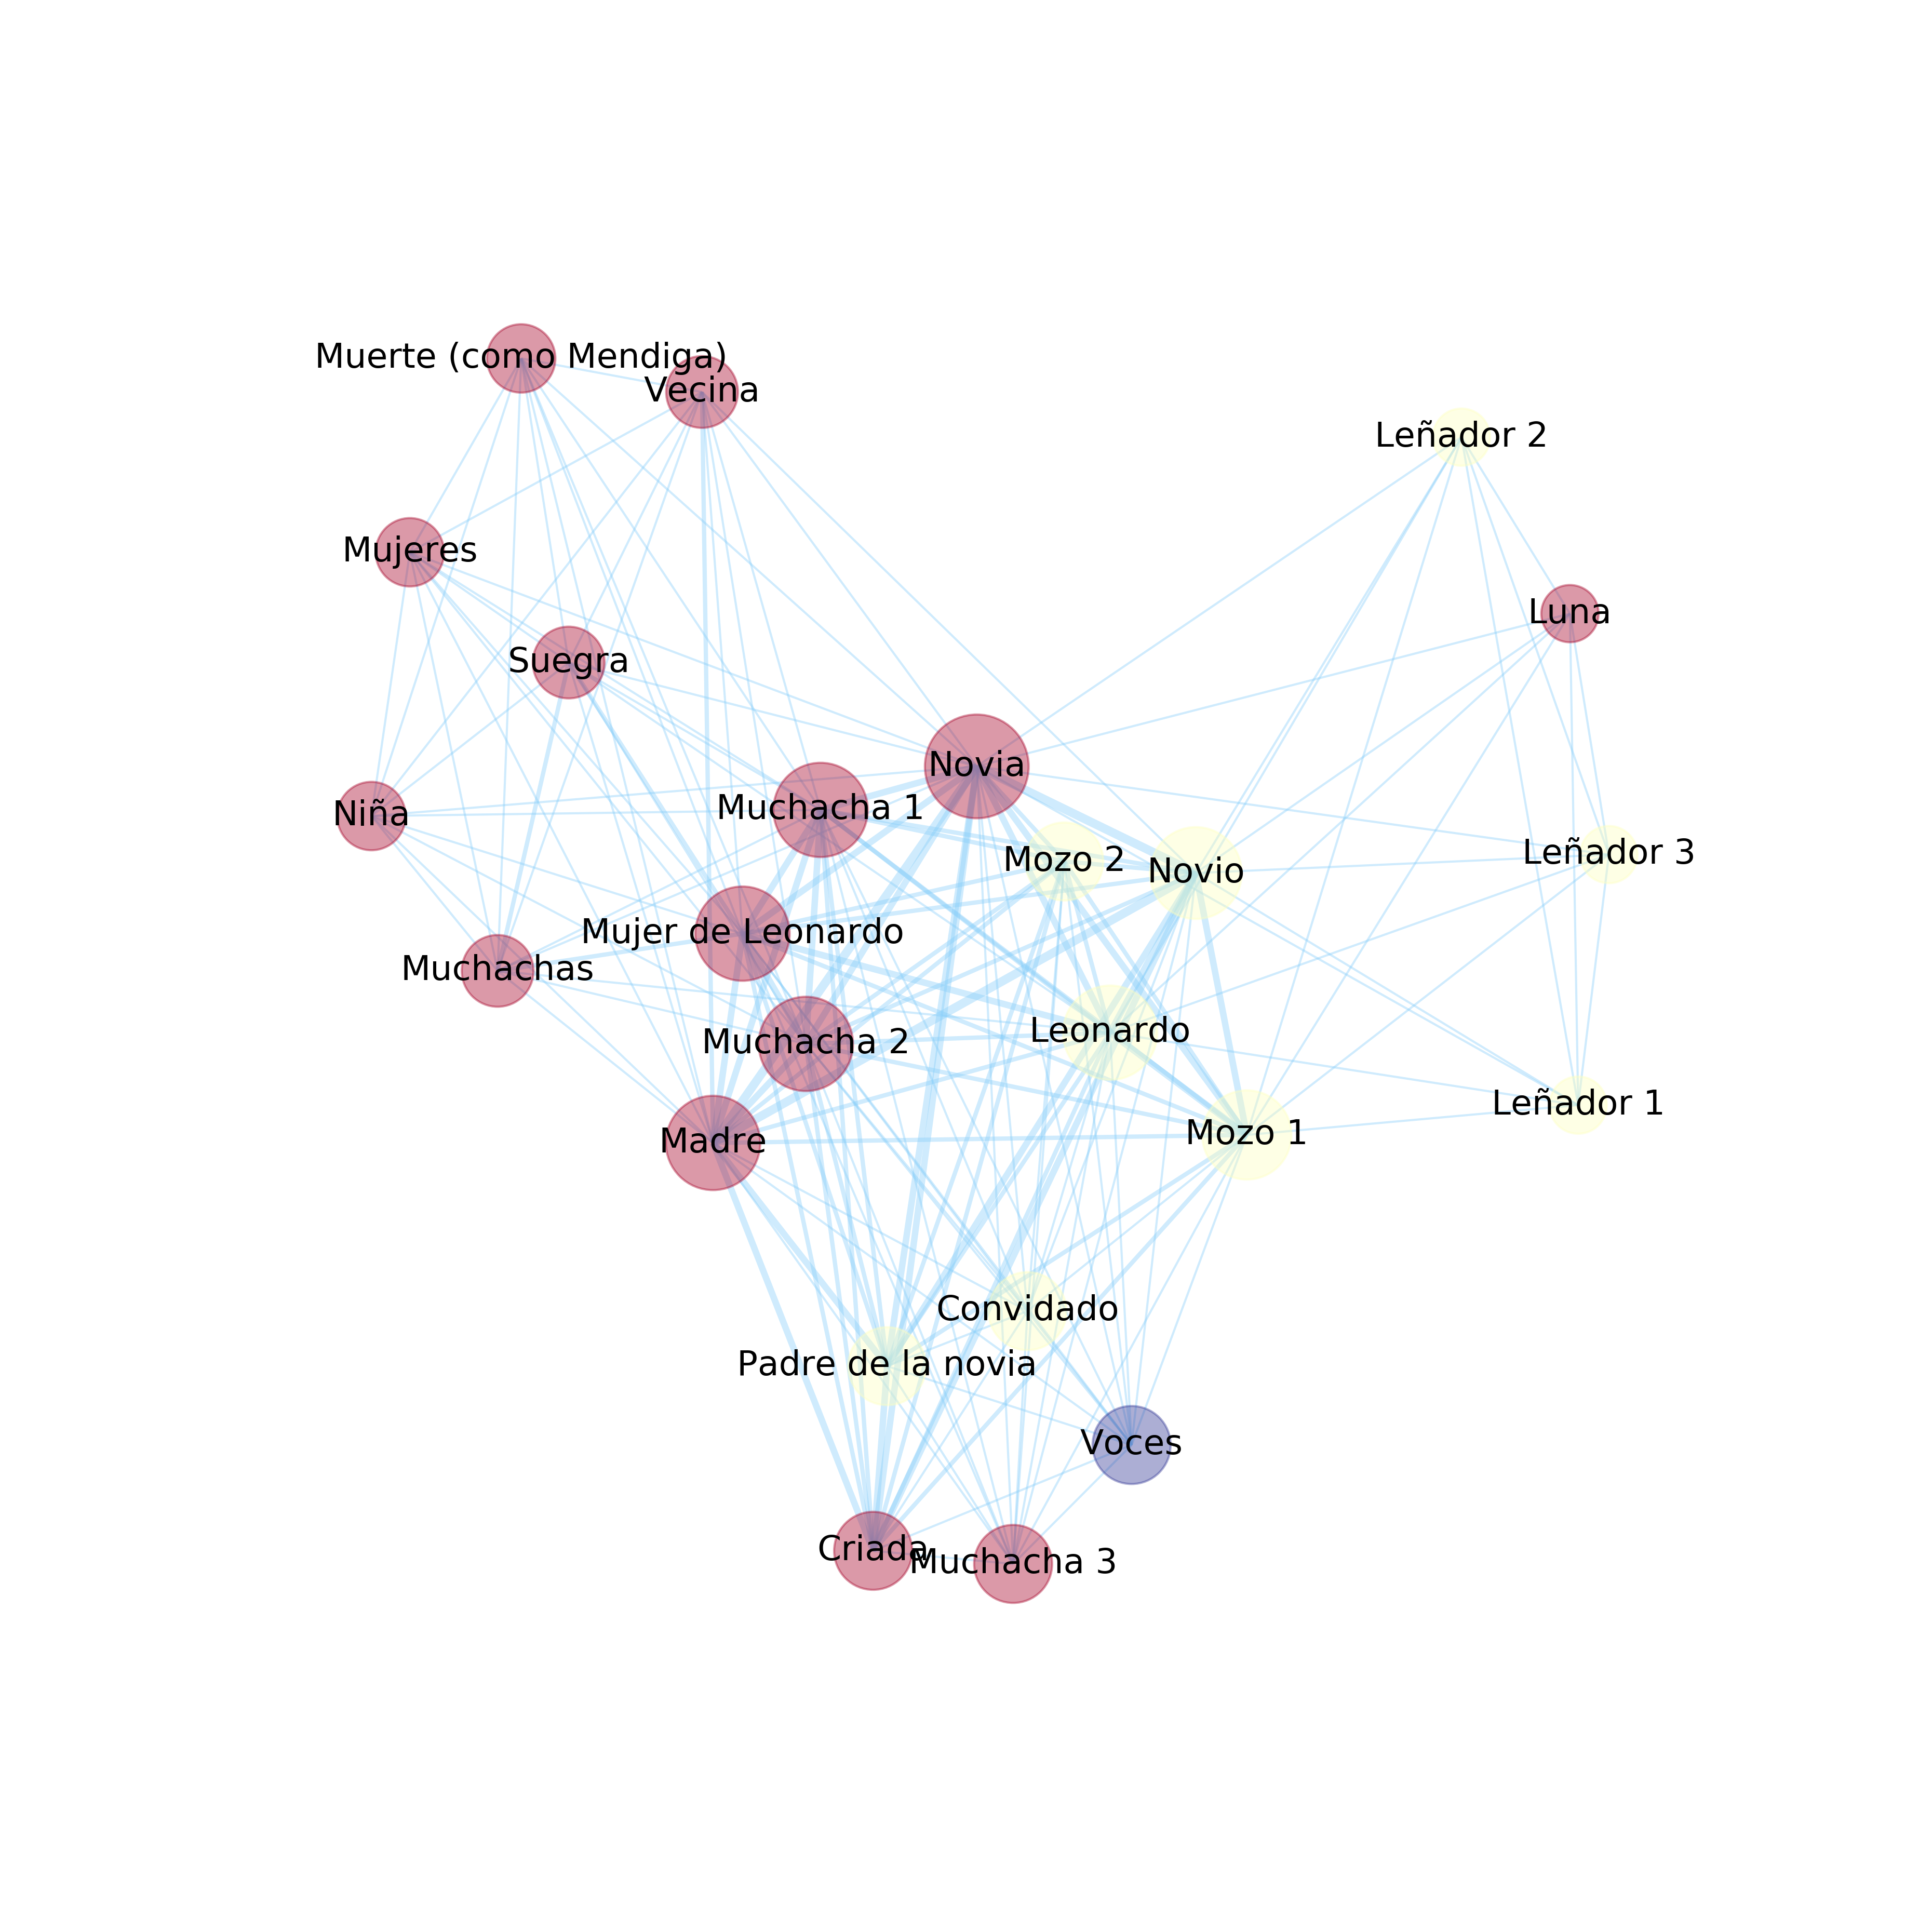 Muerte (como Mendiga)
Vecina
Leñador 2
Mujeres
Luna
Suegra
Novia
Muchacha 1
Niña
Mozo 2
Novio
Leñador 3
Mujer de Leonardo
Muchachas
Leonardo
Muchacha 2
Leñador 1
Mozo 1
Madre
Convidado
Padre de la novia
Voces
Criada
Muchacha 3